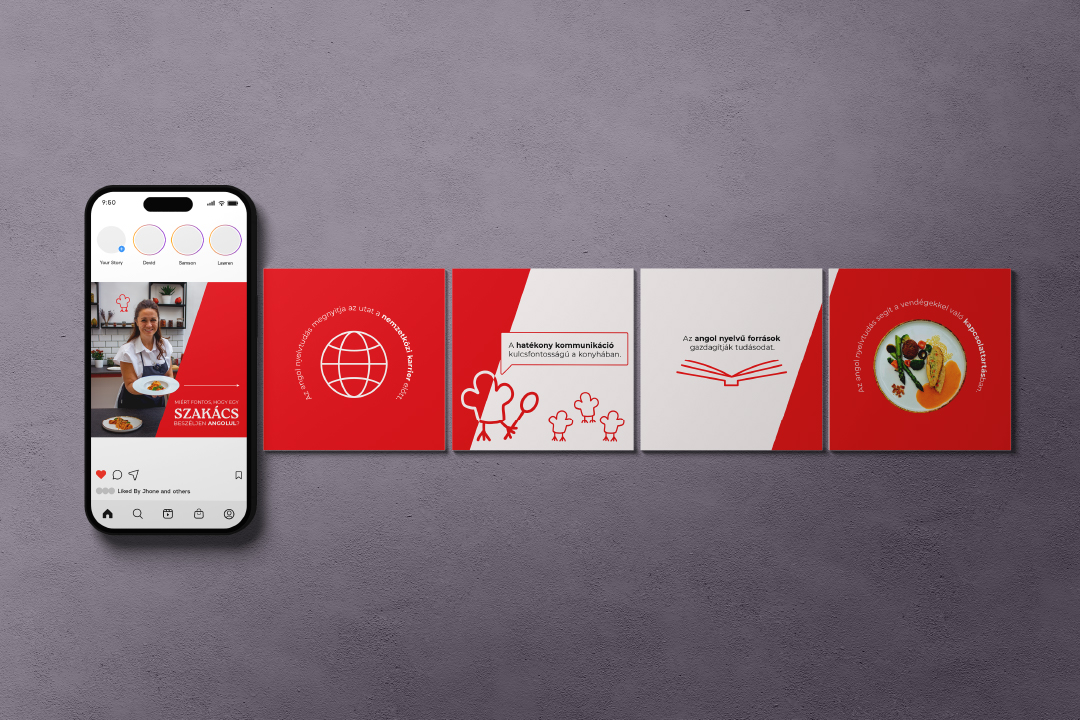 9:50
Your Story
David
Samson
Lauren
MIÉRT FONTOS, HOGY EGY
SZAKÁCS
BESZÉLJEN ANGOLUL?
Liked By Jhone and others
Az angol nyelvtudás megnyitja az utat a nemzetközi karrier előtt.
A hatékony kommunikáció
kulcsfontosságú a konyhában.
Az angol nyelvű források
gazdagítják tudásodat.
Az angol nyelvtudás segít a vendégekkel való kapcsolattartásban.